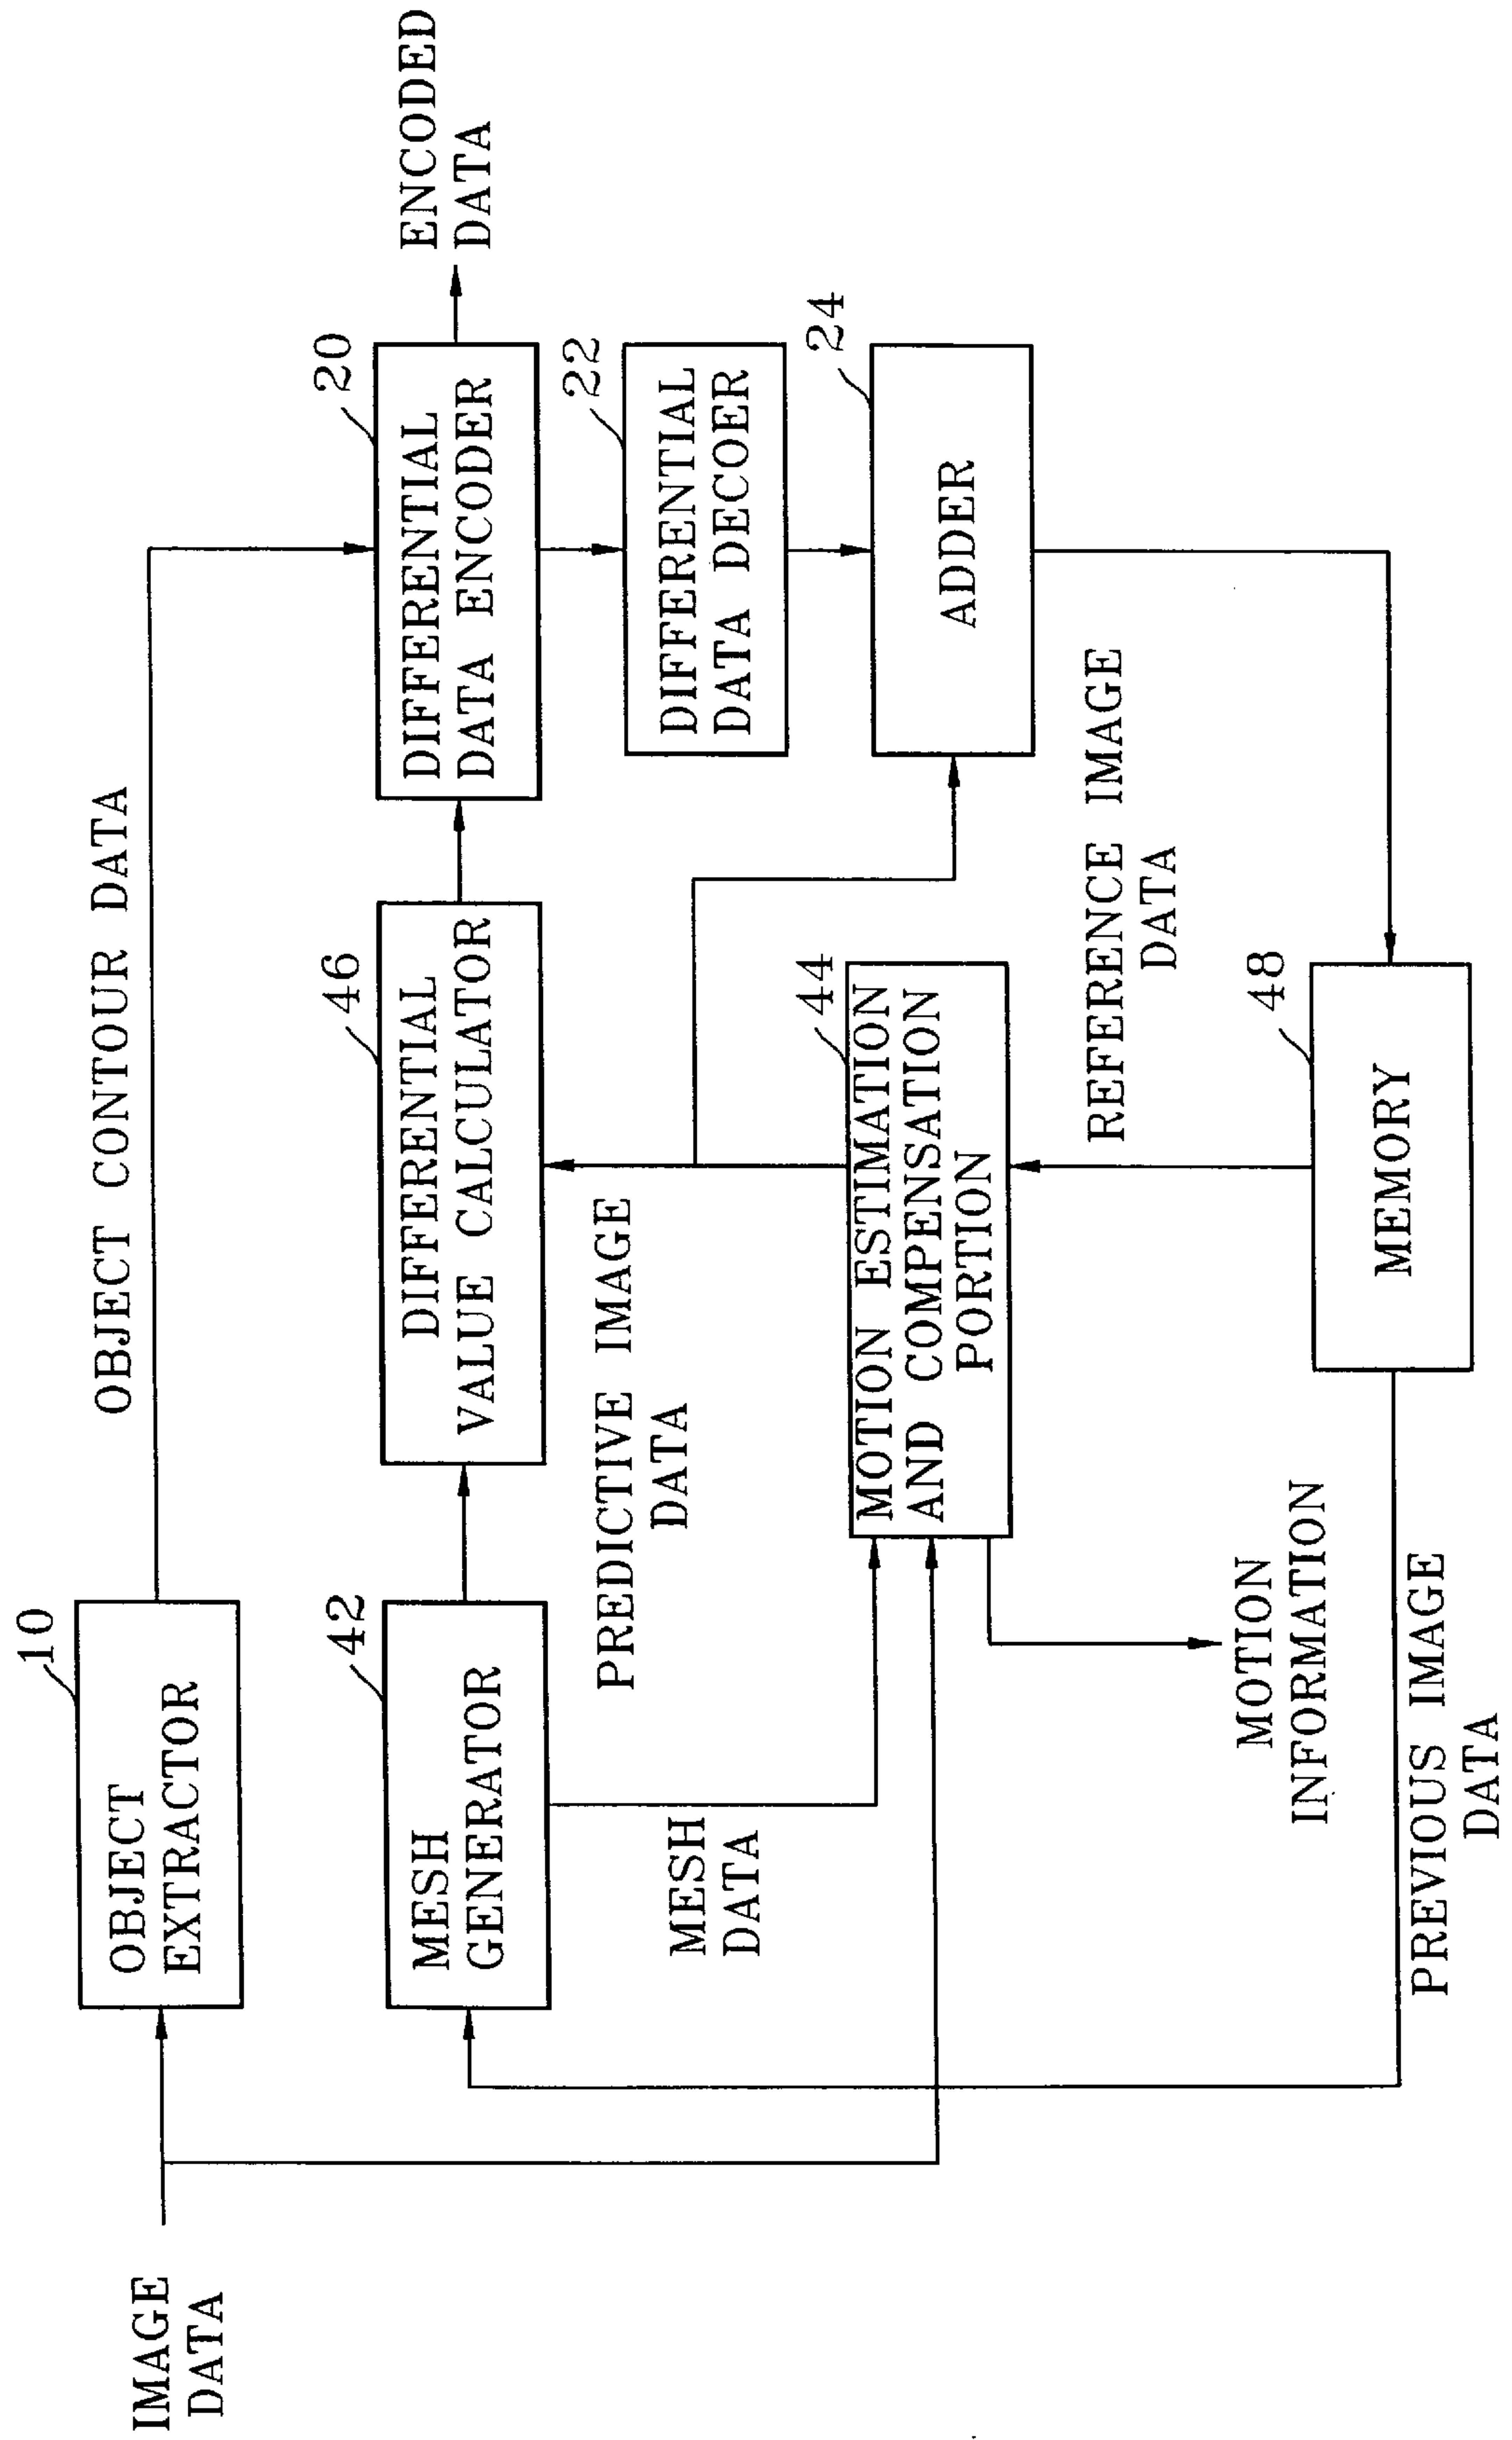 OBJECT CONTOUR DATA
10
OBJECT
EXTRACTOR
IMAGE
DATA
42
MESH
GENERATOR
46
DIFFERENTIAL
VALUE CALCULATOR
20
DIFFERENTIAL
DATA ENCODER
ENCODED
DATA
PREDICTIVE IMAGE
DATA
22
DIFFERENTIAL
DATA DECOER
MESH
DATA
44
MOTION ESTIMATION
AND COMPENSATION
PORTION
24
ADDER
REFERENCE IMAGE
DATA
MOTION
INFORMATION
48
MEMORY
PREVIOUS IMAGE
DATA